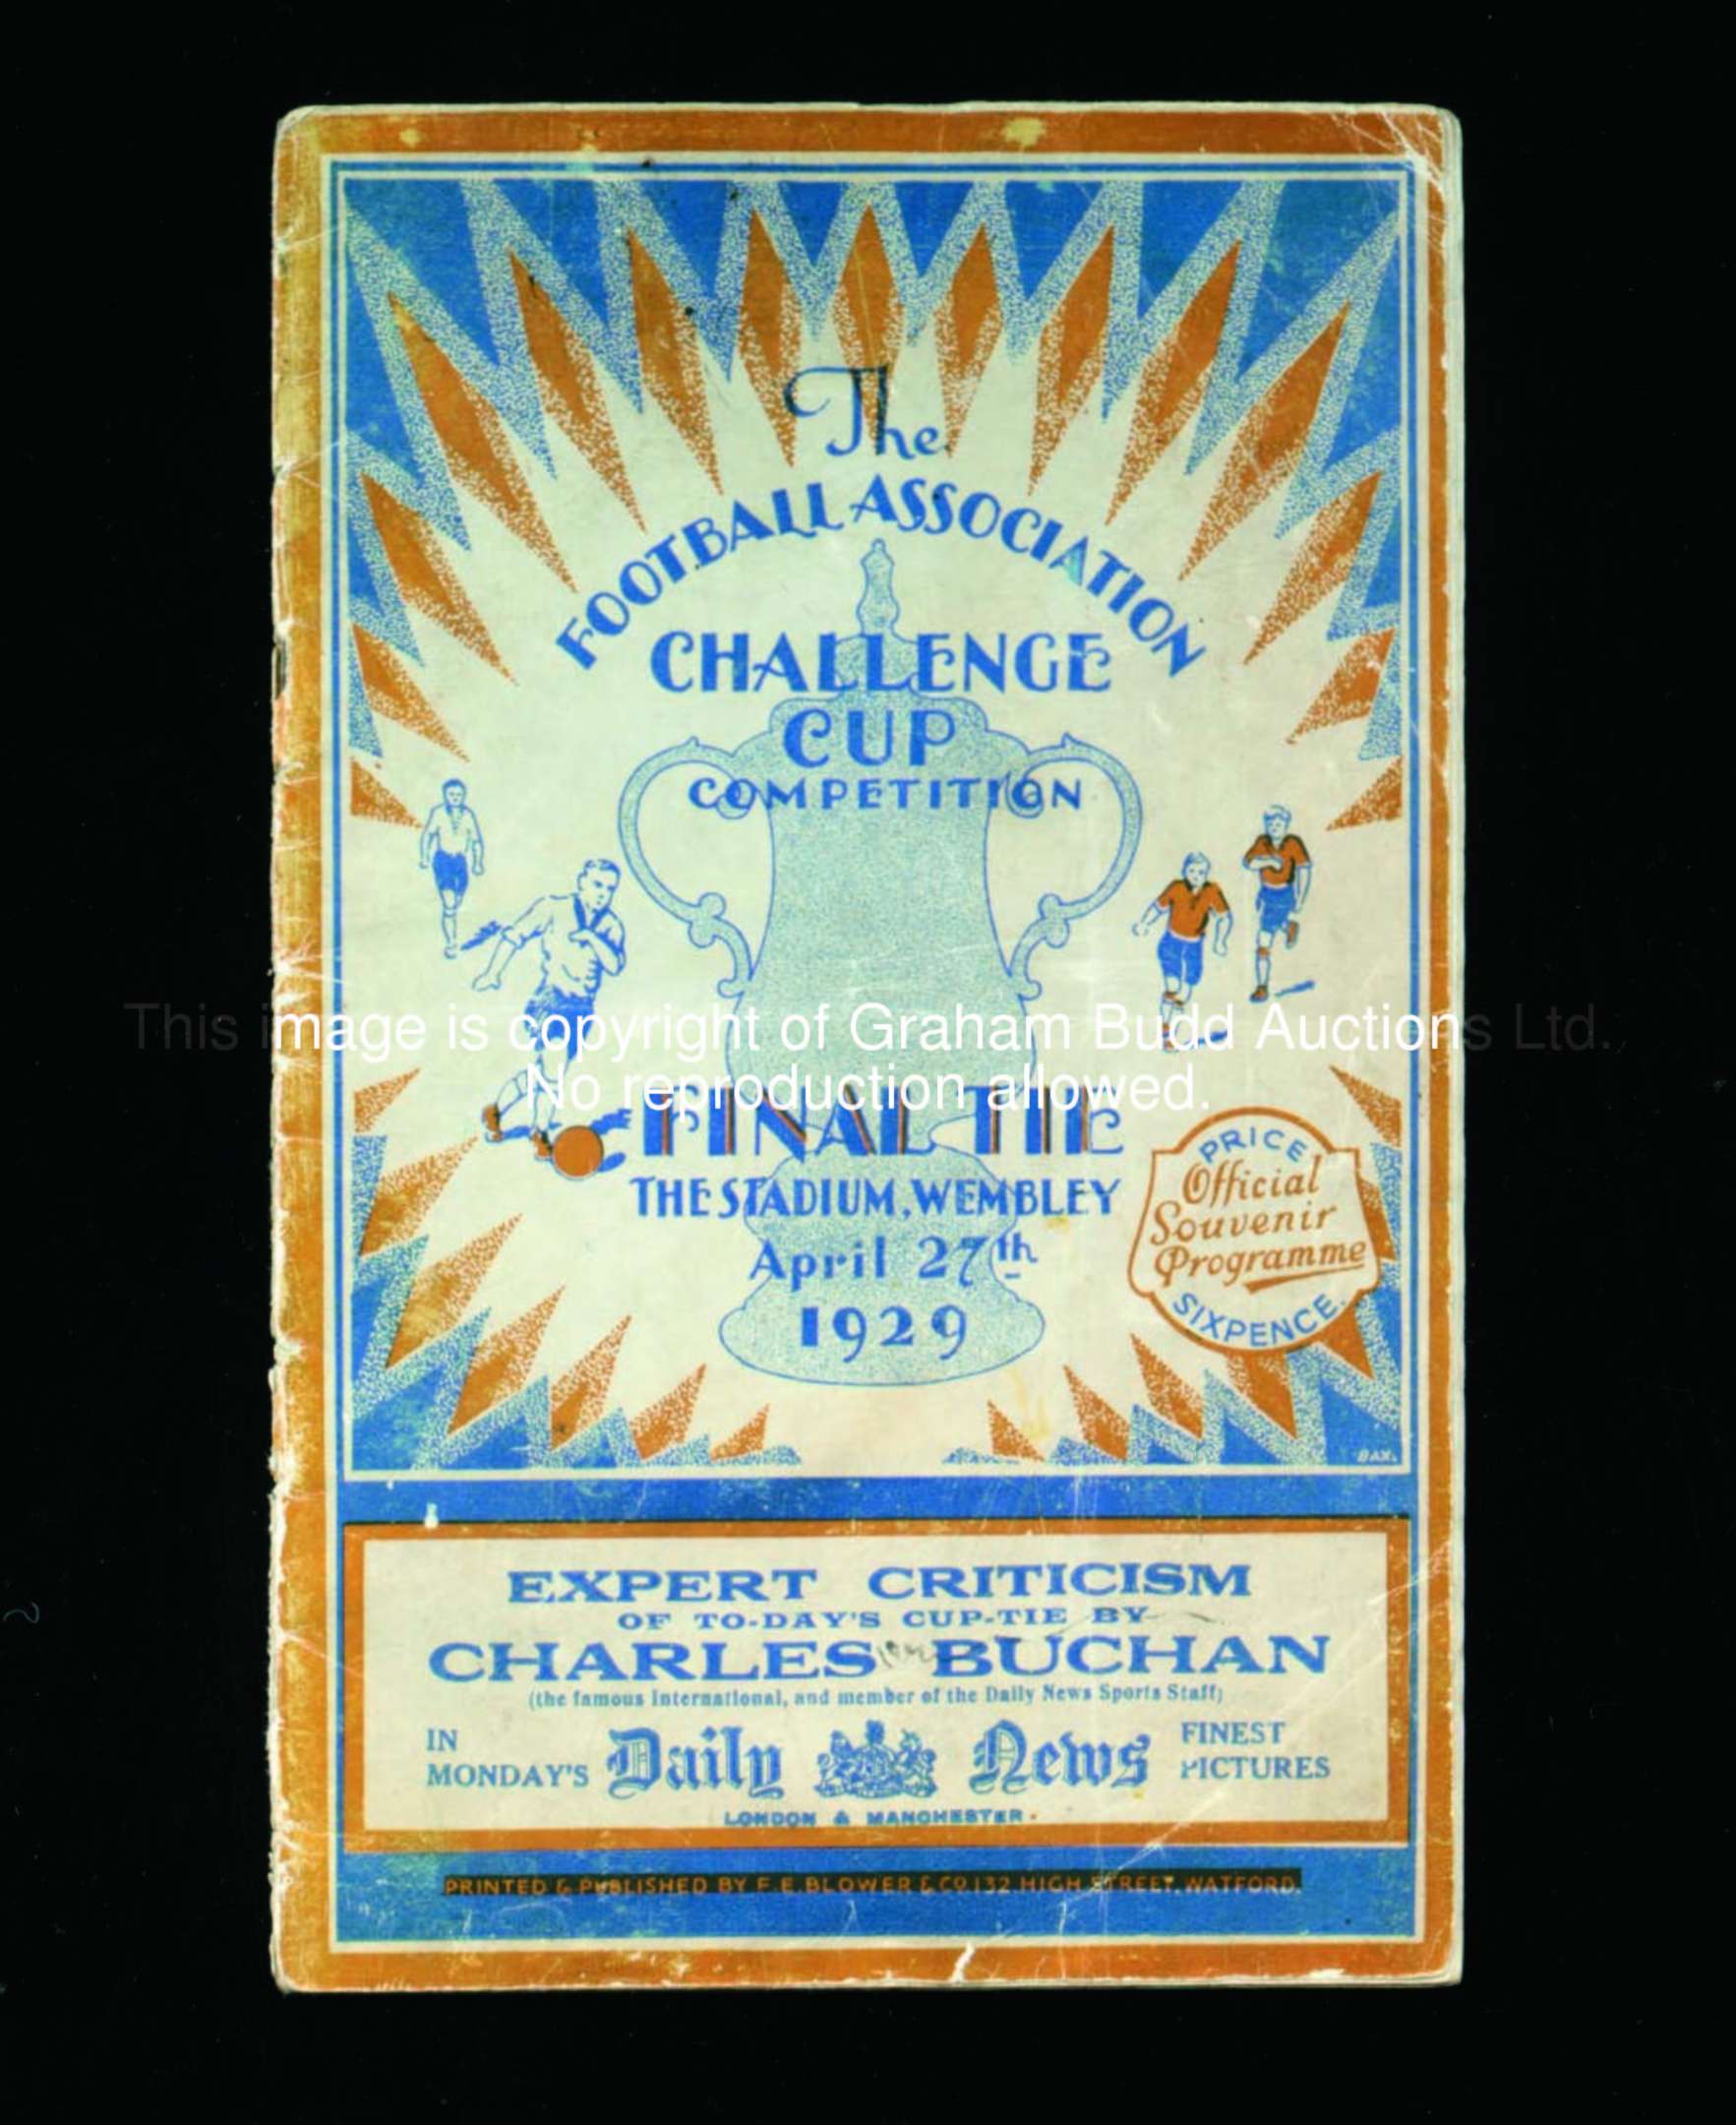 The
FOOTBALL ASSOCIATION
CHALLENGE
CUP
COMPETITION
This image is copyright of Graham Budd Auctions Ltd.
No reproduction allowed.
FINAL TIE
THE STADIUM, WEMBLEY
April 27th
1929
PRICE
Official
Souvenir
Programme
SIXPENCE.
BAX.
EXPERT CRITICISM
OF TO-DAY'S CUP-TIE BY
CHARLES BUCHAN
(the famous International, and member of the Daily News Sports Staff)
IN MONDAY'S
Daily News
FINEST PICTURES
LONDON & MANCHESTER
PRINTED & PUBLISHED BY F.E. BLOWER & CO 132 HIGH STREET, WATFORD.